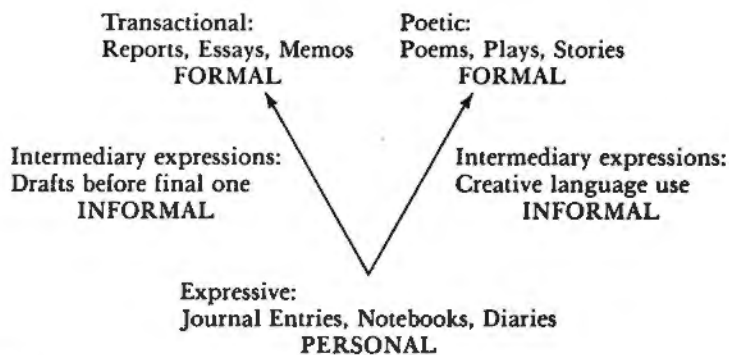 Transactional:
Reports, Essays, Memos
FORMAL
Poetic:
Poems, Plays, Stories
FORMAL
Intermediary expressions:
Drafts before final one
INFORMAL
Intermediary expressions:
Creative language use
INFORMAL
Expressive:
Journal Entries, Notebooks, Diaries
PERSONAL